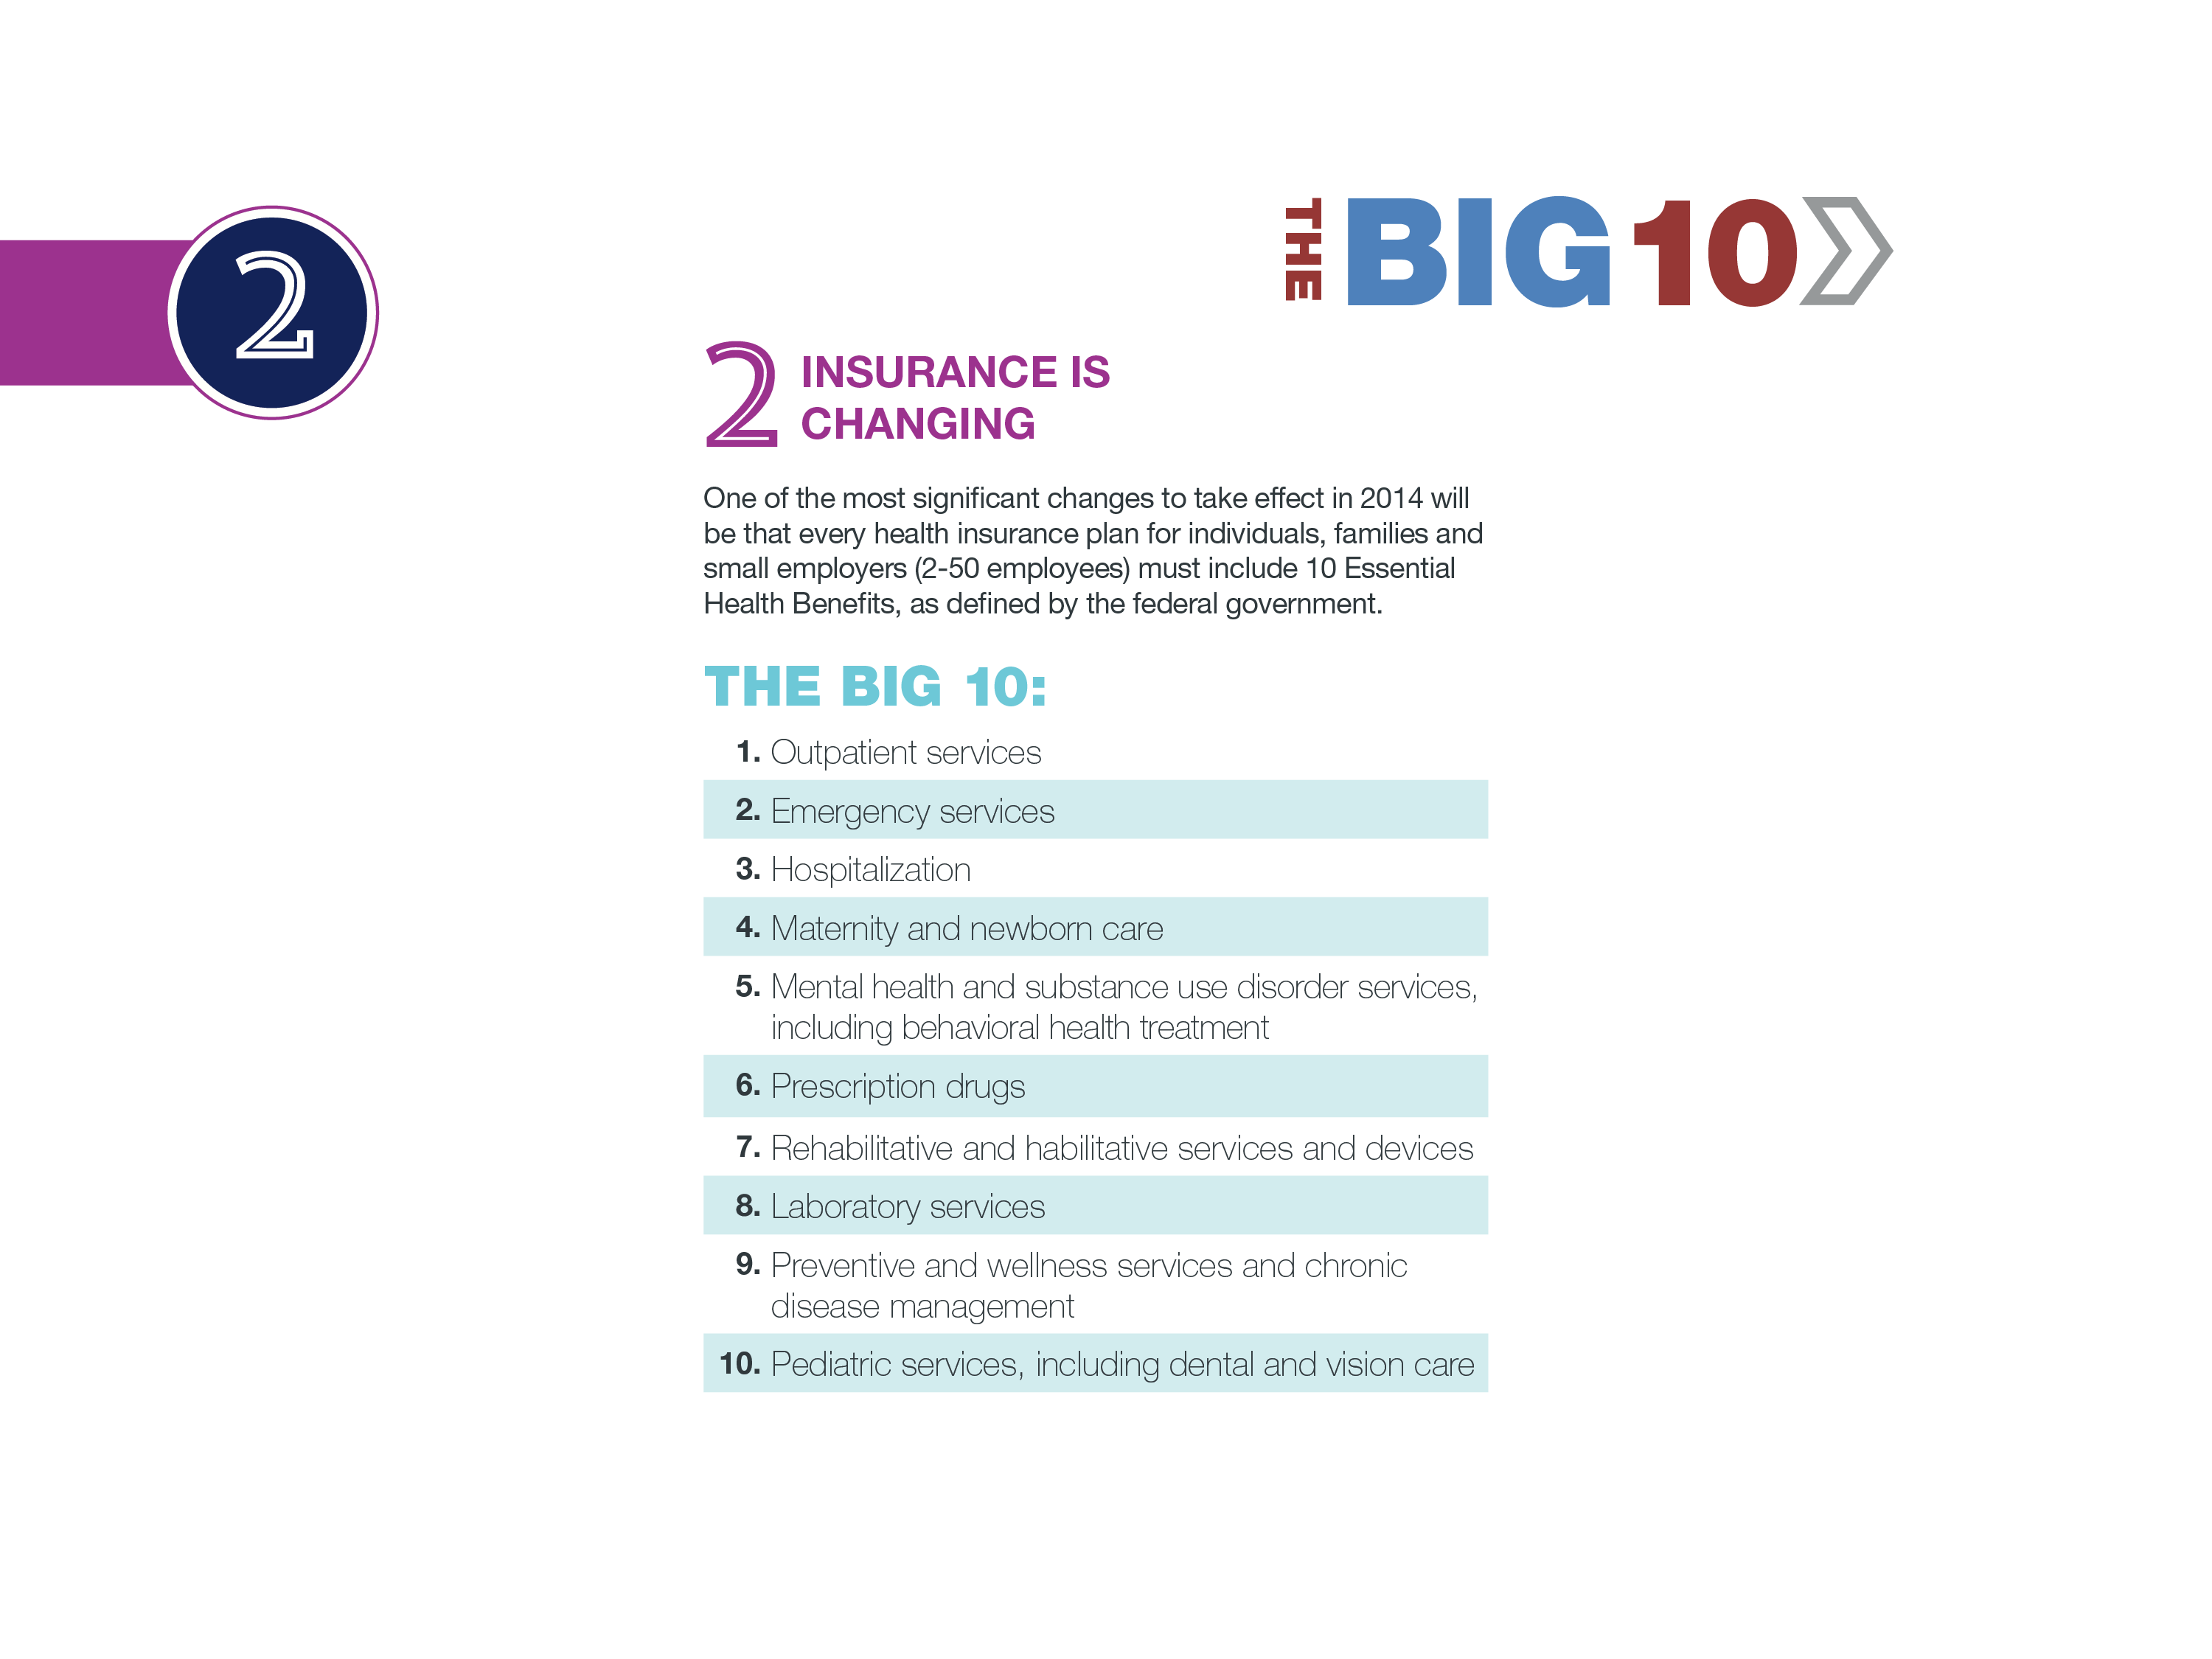 2
THE BIG 10
2 INSURANCE IS
CHANGING
One of the most significant changes to take effect in 2014 will
be that every health insurance plan for individuals, families and
small employers (2-50 employees) must include 10 Essential
Health Benefits, as defined by the federal government.
THE BIG 10:
1. Outpatient services
2. Emergency services
3. Hospitalization
4. Maternity and newborn care
5. Mental health and substance use disorder services,
including behavioral health treatment
6. Prescription drugs
7. Rehabilitative and habilitative services and devices
8. Laboratory services
9. Preventive and wellness services and chronic
disease management
10. Pediatric services, including dental and vision care